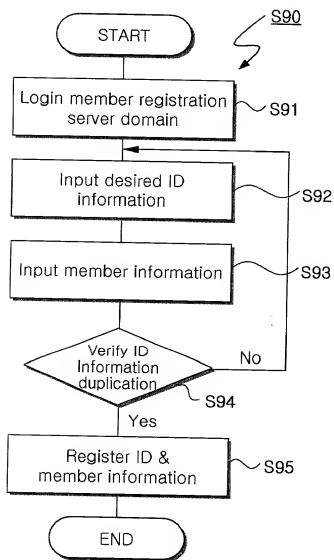 START
S90
Login member registration
server domain
S91
Input desired ID
information
S92
Input member information
S93
Verify ID
Information
duplication
No
S94
Yes
Register ID &
member information
S95
END